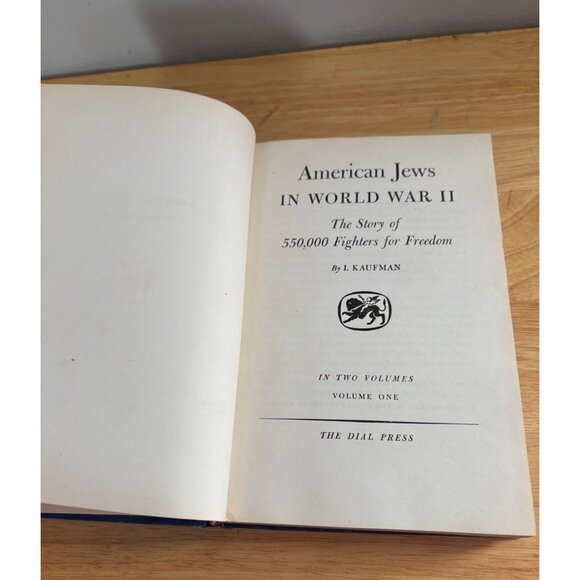 American Jews
IN WORLD WAR II
The Story of
550,000 Fighters for Freedom
By I. KAUFMAN
IN TWO VOLUMES
VOLUME ONE
THE DIAL PRESS